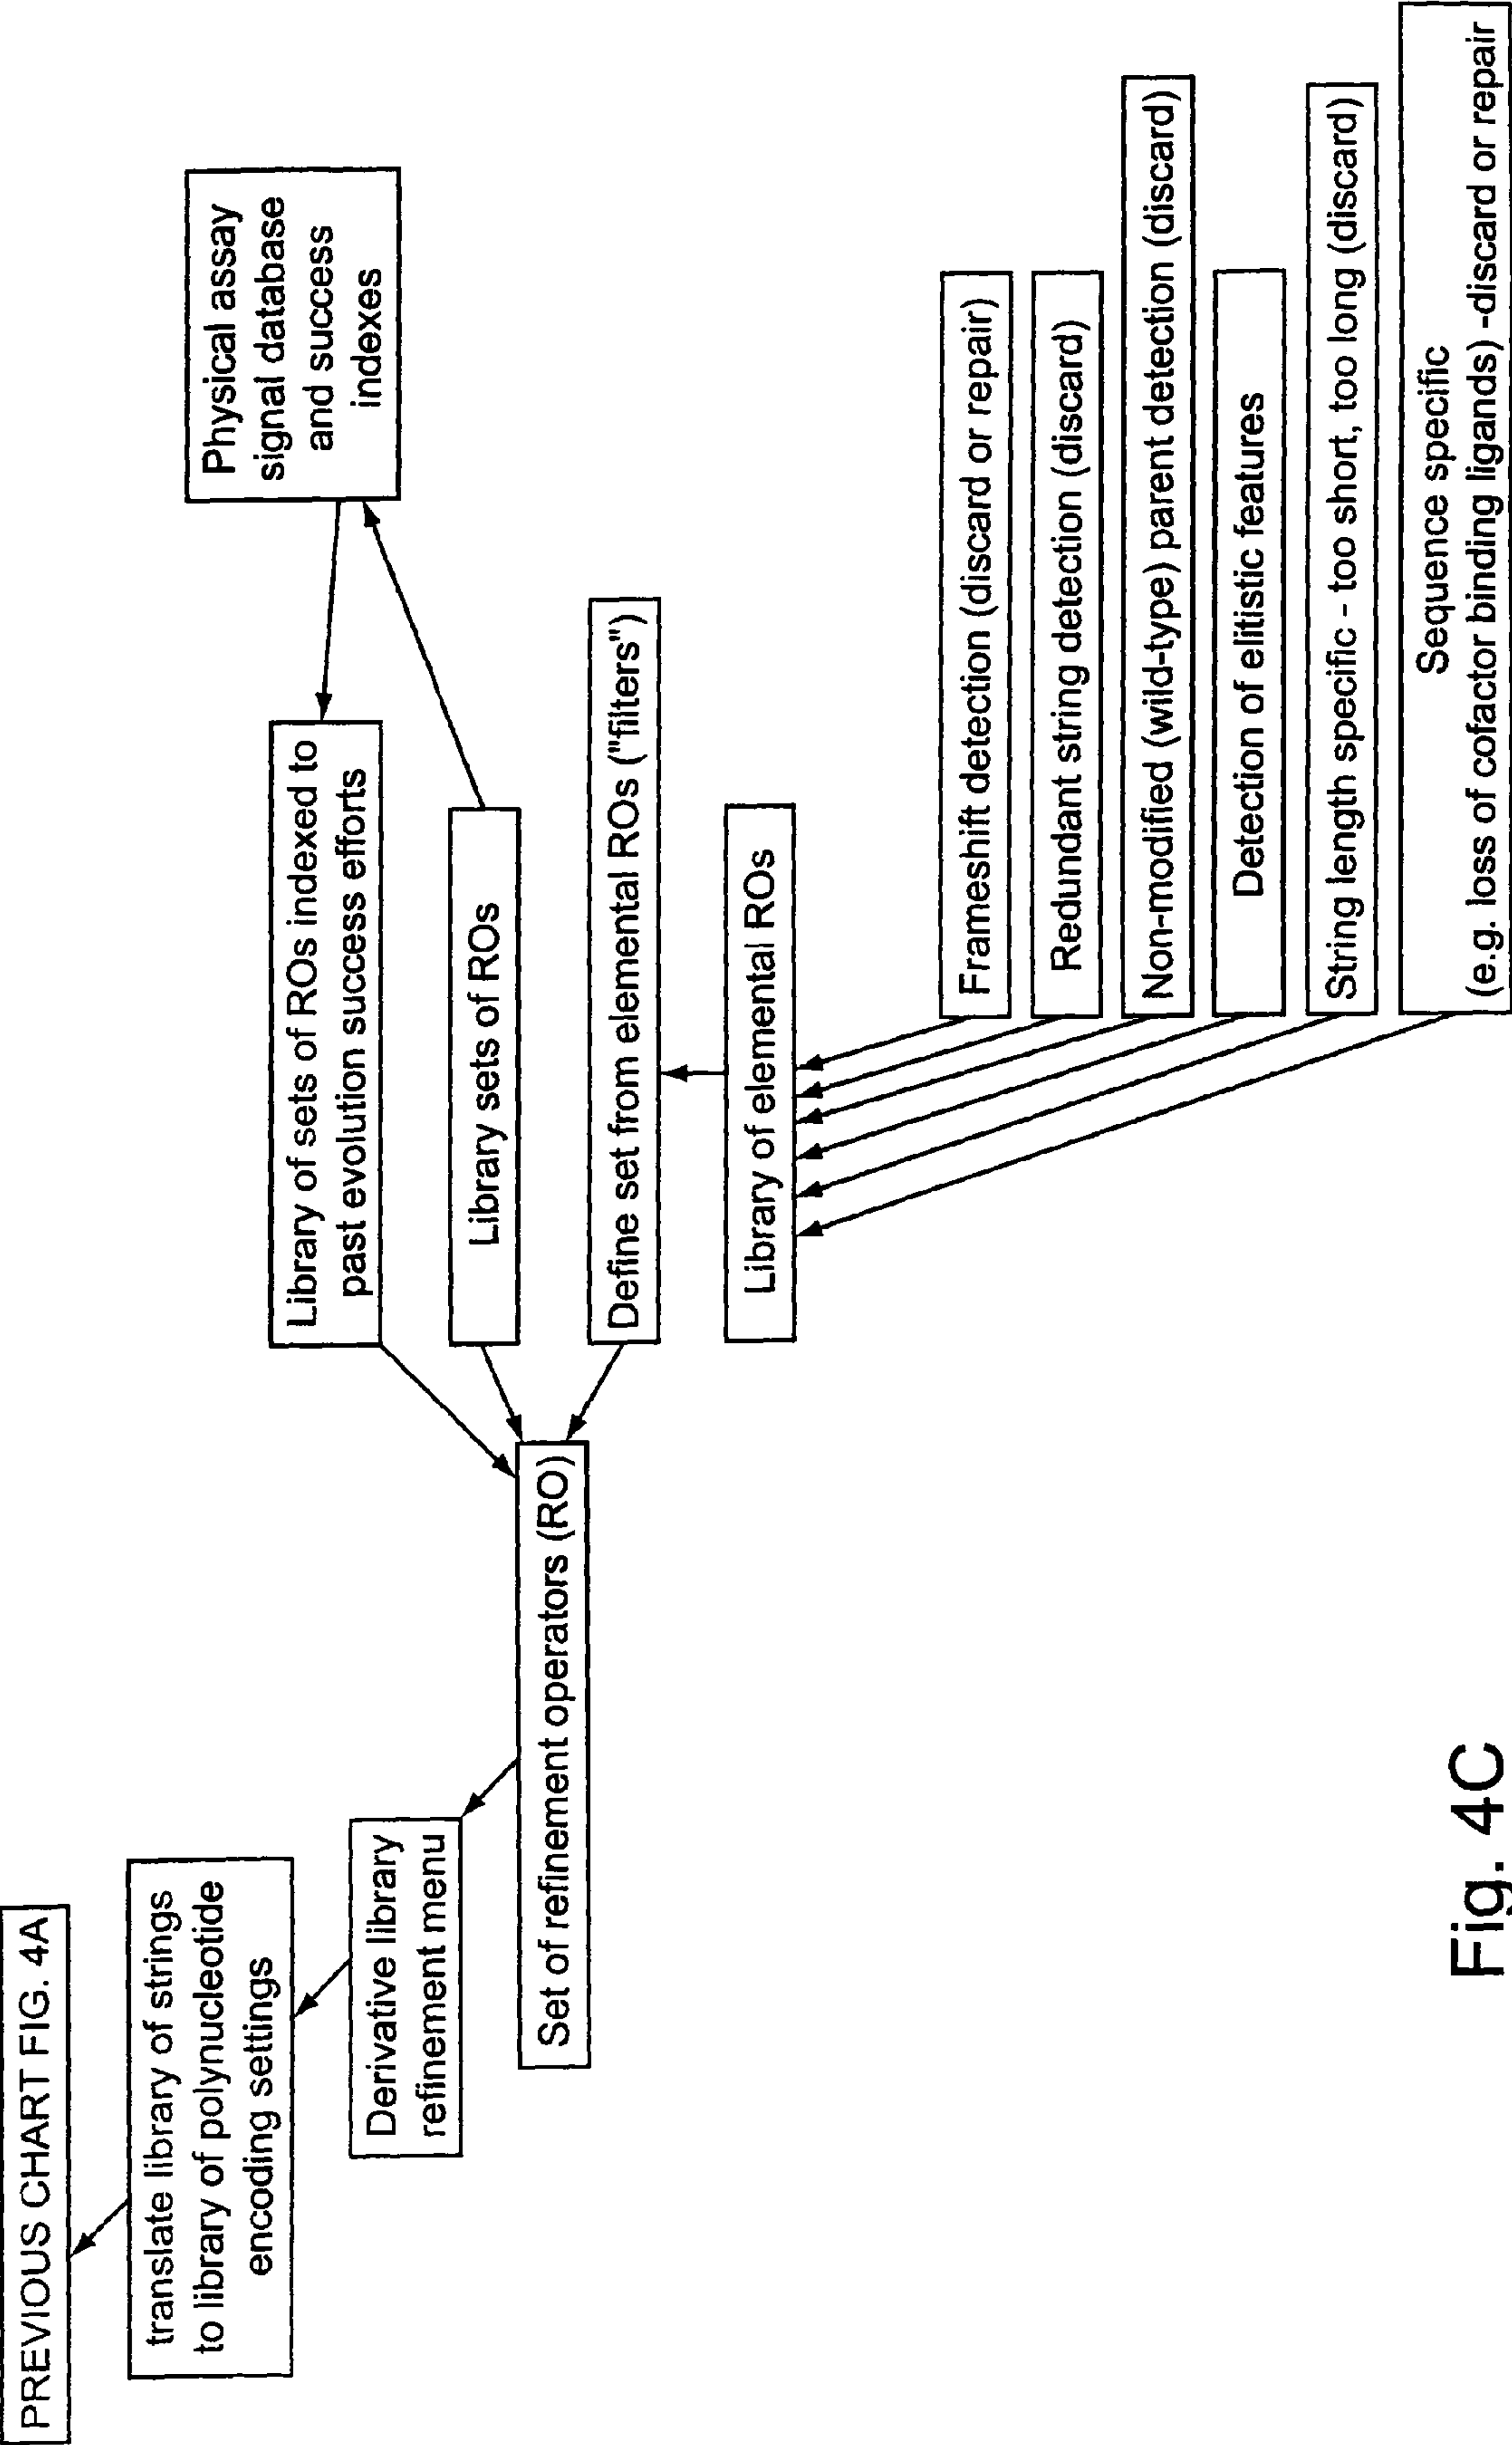 PREVIOUS CHART FIG. 4A
translate library of strings
to library of polynucleotide
encoding settings
Derivative library
refinement menu
Set of refinement operators (RO)
Library of sets of ROs indexed to
past evolution success efforts
Physical assay
signal database
and success
indexes
Library sets of ROs
Define set from elemental ROs ("filters")
Library of elemental ROs
Frameshift detection (discard or repair)
Redundant string detection (discard)
Non-modified (wild-type) parent detection (discard)
Detection of elitistic features
String length specific - too short, too long (discard)
Sequence specific
(e.g. loss of cofactor binding ligands) -discard or repair
Fig. 4C